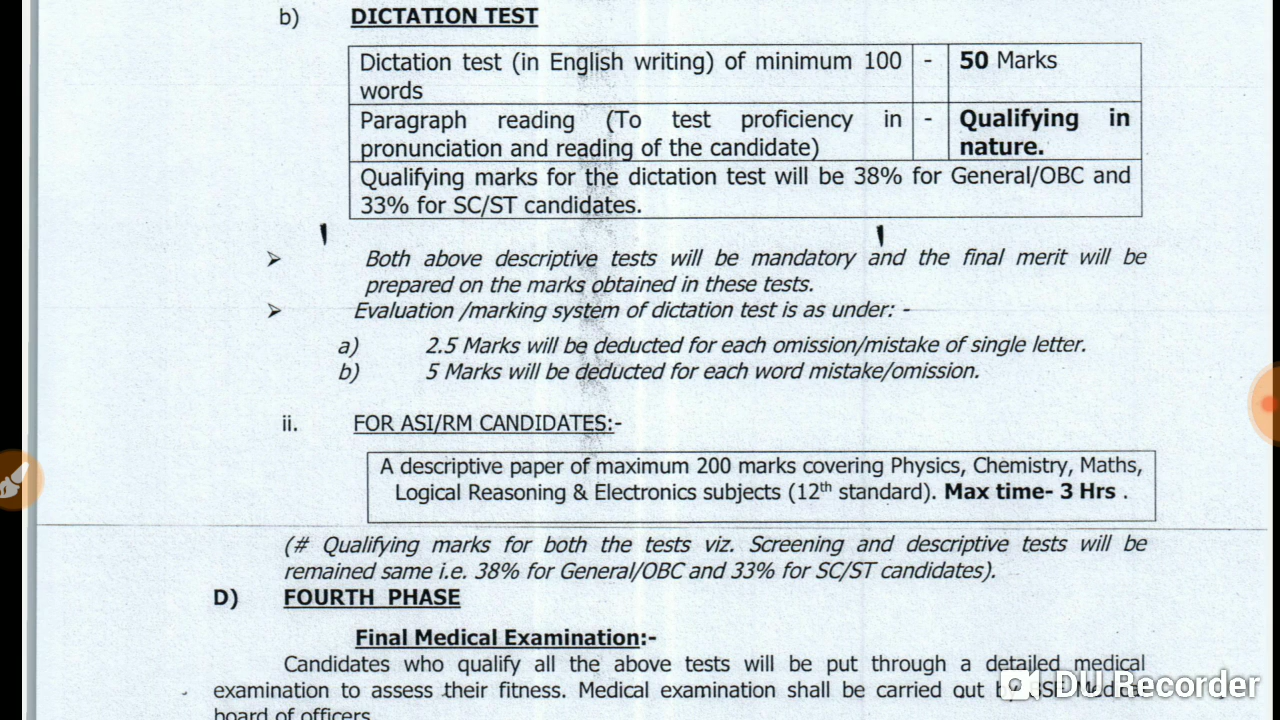 b) DICTATION TEST
Dictation test (in English writing) of minimum 100 - 50 Marks
words
Paragraph reading (To test proficiency in - Qualifying in
pronunciation and reading of the candidate) nature.
Qualifying marks for the dictation test will be 38% for General/OBC and
33% for SC/ST candidates.
➢ Both above descriptive tests will be mandatory and the final merit will be
prepared on the marks obtained in these tests.
➢ Evaluation /marking system of dictation test is as under: -
a) 2.5 Marks will be deducted for each omission/mistake of single letter.
b) 5 Marks will be deducted for each word mistake/omission.
ii. FOR ASI/RM CANDIDATES:-
A descriptive paper of maximum 200 marks covering Physics, Chemistry, Maths,
Logical Reasoning & Electronics subjects (12th standard). Max time- 3 Hrs .
(# Qualifying marks for both the tests viz. Screening and descriptive tests will be
remained same i.e. 38% for General/OBC and 33% for SC/ST candidates).
D) FOURTH PHASE
Final Medical Examination:-
Candidates who qualify all the above tests will be put through a detailed medical
examination to assess their fitness. Medical examination shall be carried out by
board of officers.
DU Recorder